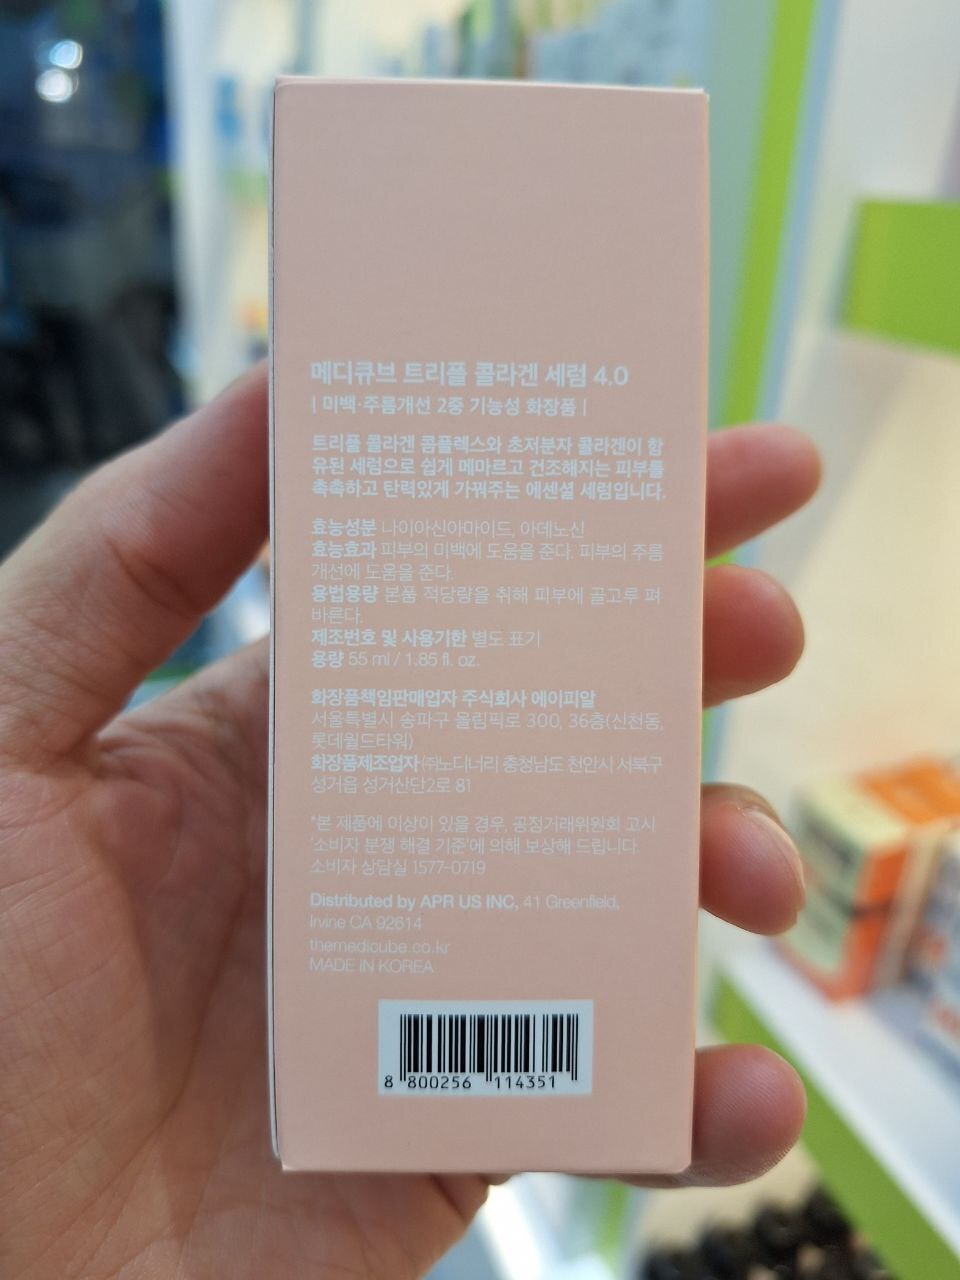 메디큐브 트리플 콜라겐 세럼 4.0
| 미백·주름개선 2중 기능성 화장품 |
트리플 콜라겐 콤플렉스와 초저분자 콜라겐이 함
유된 세럼으로 쉽게 메마르고 건조해지는 피부를
촉촉하고 탄력있게 가꿔주는 에센셜 세럼입니다.
효능성분 나이아신아마이드, 아데노신
효능효과 피부의 미백에 도움을 준다. 피부의 주름
개선에 도움을 준다.
용법용량 본품 적당량을 취해 피부에 골고루 펴
바른다.
제조번호 및 사용기한 별도 표기
용량 55 ml / 1.85 fl. oz.
화장품책임판매업자 주식회사 에이피알
서울특별시 송파구 올림픽로 300, 36층(신천동,
롯데월드타워)
화장품제조업자 ㈜노디너리 충청남도 천안시 서북구
성거읍 성거산단2로 81
*본 제품에 이상이 있을 경우, 공정거래위원회 고시
'소비자 분쟁 해결 기준'에 의해 보상해 드립니다.
소비자 상담실 1577-0719
Distributed by APR US INC, 41 Greenfield,
Irvine CA 92614
themedicube.co.kr
MADE IN KOREA
8 800256 114351